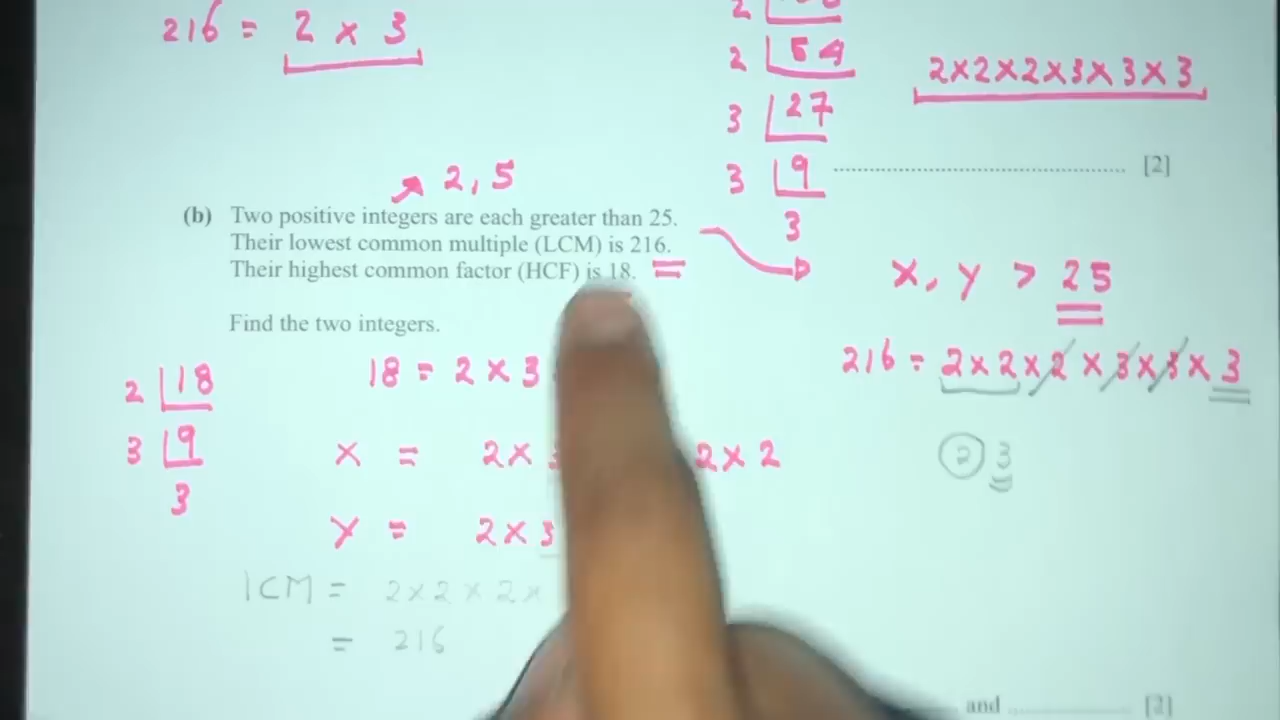 216 = 2 x 3
2
2 54
2×2×2×3×3×3
3 27
3 9
3
[2]
2, 5
(b) Two positive integers are each greater than 25.
Their lowest common multiple (LCM) is 216.
Their highest common factor (HCF) is 18.
x, y > 25
Find the two integers.
216 = 2×2×2×3×3×3
2 18
3 9
3
18 = 2 × 3
2 3
x = 2× 2×2
y = 2×3
LCM = 2×2×2×
= 216
and [2]